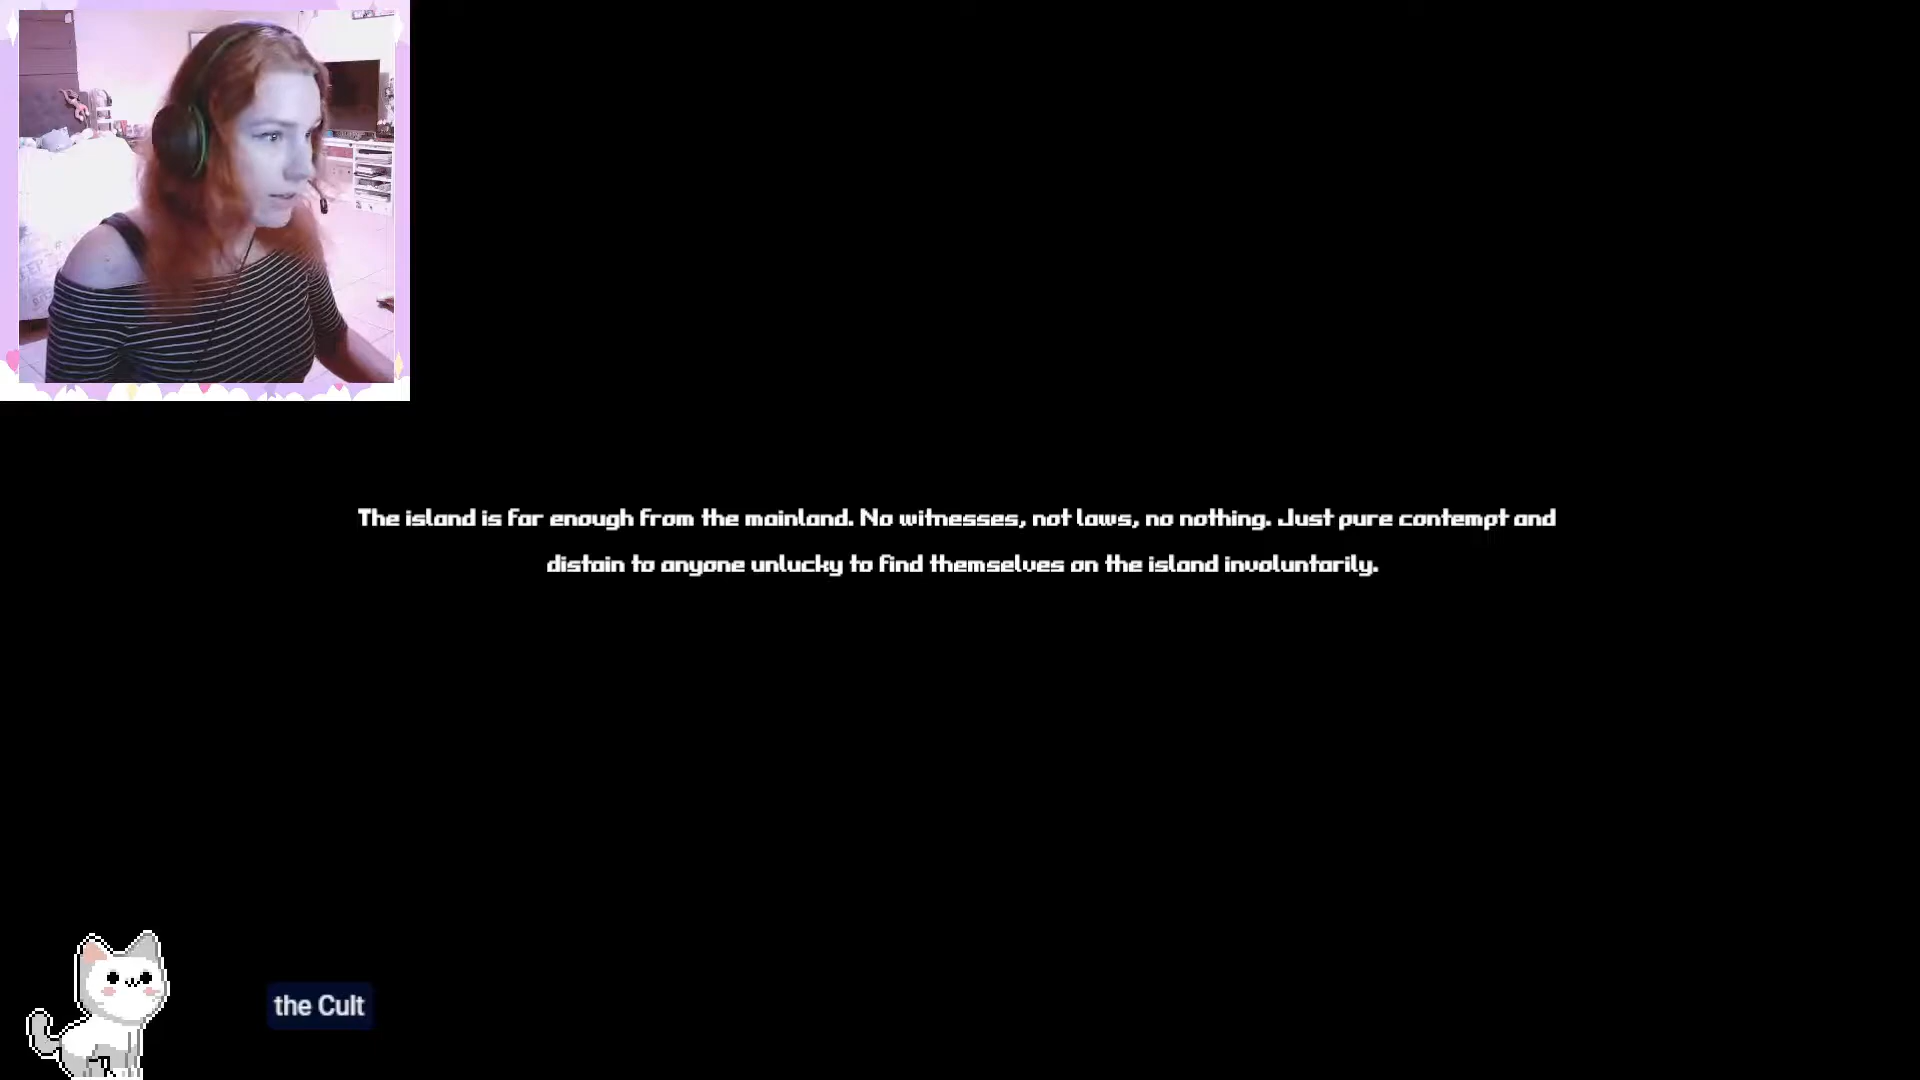 The island is far enough from the mainland. No witnesses, not laws, no nothing. Just pure contempt and
distain to anyone unlucky to find themselves on the island involuntarily.
the Cult